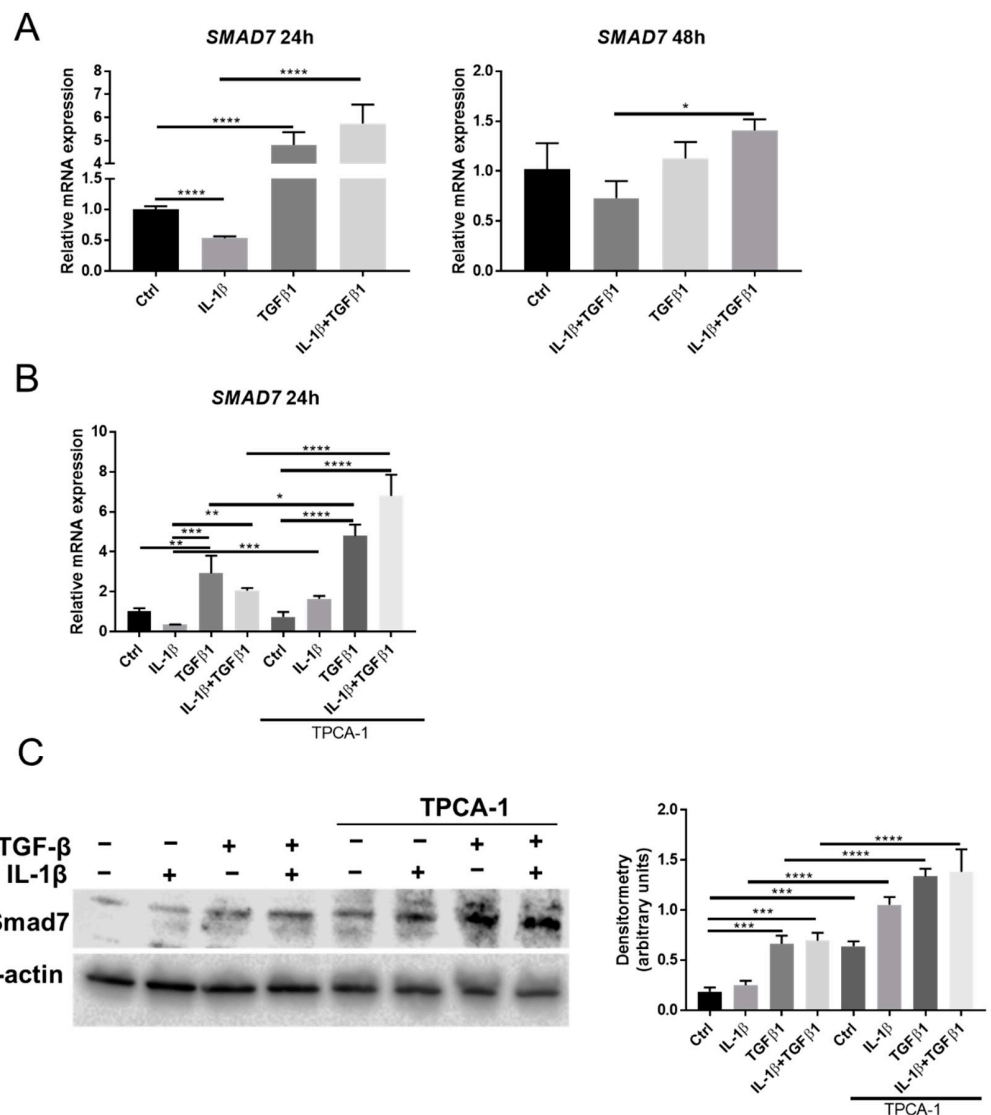 A
SMAD7 24h
Relative mRNA expression
8
7
6
5
4
1.5
1.0
0.5
0.0
****
****
****
Ctrl
IL-1β
TGFβ1
IL-1β+TGFβ1
SMAD7 48h
Relative mRNA expression
2.0
1.5
1.0
0.5
0.0
*
Ctrl
IL-1β+TGFβ1
TGFβ1
IL-1β+TGFβ1
B
SMAD7 24h
Relative mRNA expression
10
8
6
4
2
0
****
****
*
****
**
***
**
***
Ctrl
IL-1β
TGFβ1
IL-1β+TGFβ1
Ctrl
IL-1β
TGFβ1
IL-1β+TGFβ1
TPCA-1
C
TPCA-1
TGF-β – – + + – – + +
IL-1β – + – + – + – +
Smad7
-actin
Densitormetry
(arbitrary units)
2.0
1.5
1.0
0.5
0.0
****
****
****
***
***
***
Ctrl
IL-1β
TGFβ1
IL-1β+TGFβ1
Ctrl
IL-1β
TGFβ1
IL-1β+TGFβ1
TPCA-1